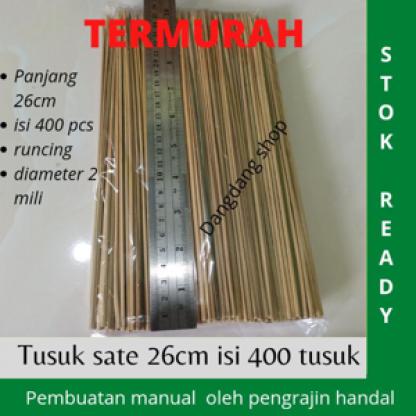 TERMURAH
Panjang
26cm
isi 400 pcs
runcing
diameter 2
mili
STOK READY
Dangdang shop
Tusuk sate 26cm isi 400 tusuk
Pembuatan manual oleh pengrajin handal